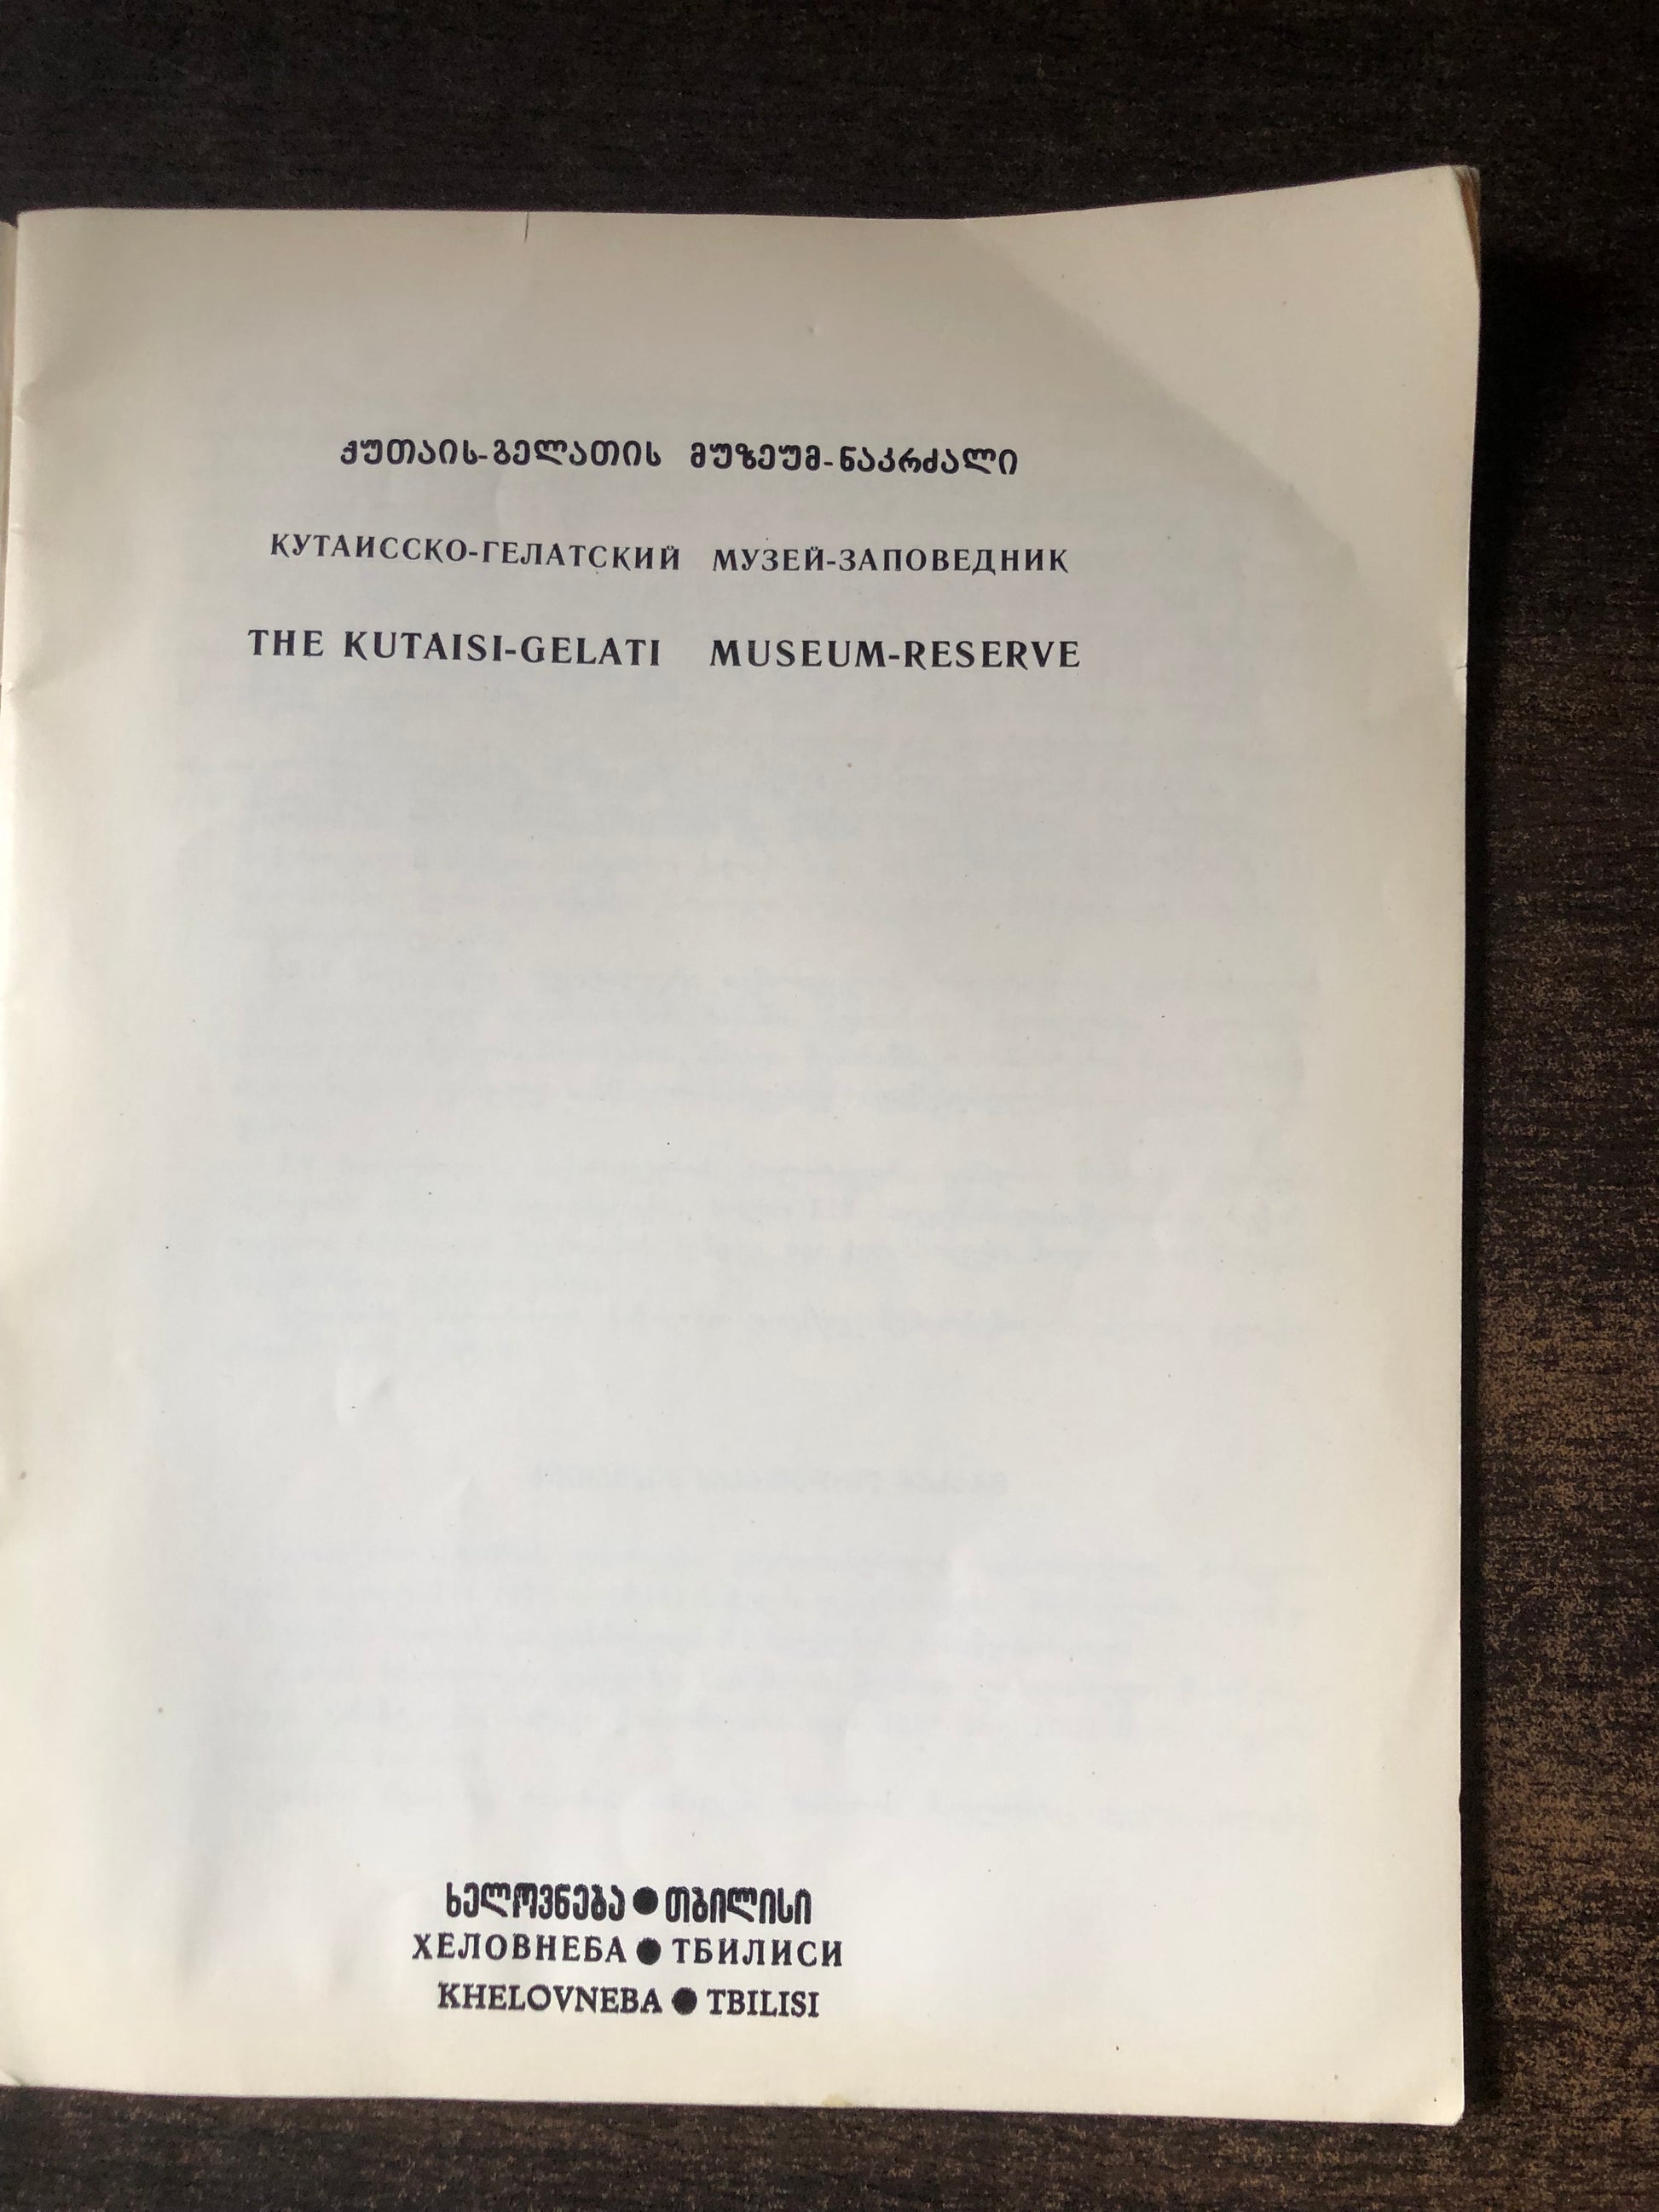 ქუთაის-გელათის მუზეუმ-ნაკრძალი
КУТАИССКО-ГЕЛАТСКИЙ МУЗЕЙ-ЗАПОВЕДНИК
THE KUTAISI-GELATI MUSEUM-RESERVE
ხელოვნება ● თბილისი
ХЕЛОВНЕБА ● ТБИЛИСИ
KHELOVNEBA ● TBILISI